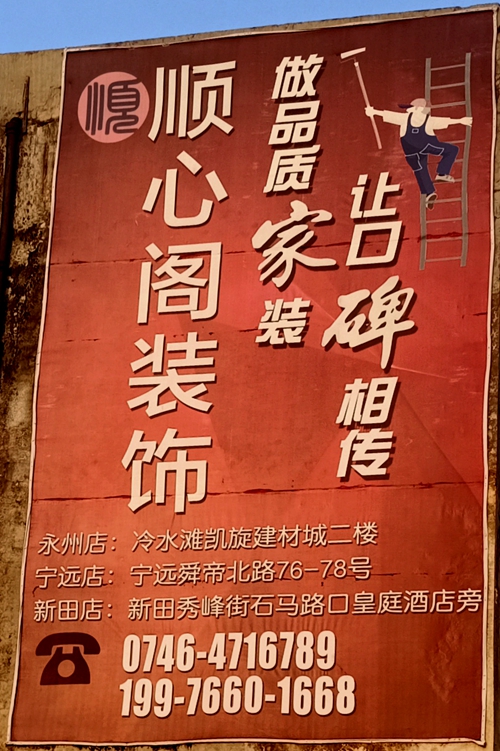 顺
顺心阁装饰
做品质家装
让口碑相传
永州店：冷水滩凯旋建材城二楼
宁远店：宁远舜帝北路76-78号
新田店：新田秀峰街石马路口皇庭酒店旁
0746-4716789
199-7660-1668